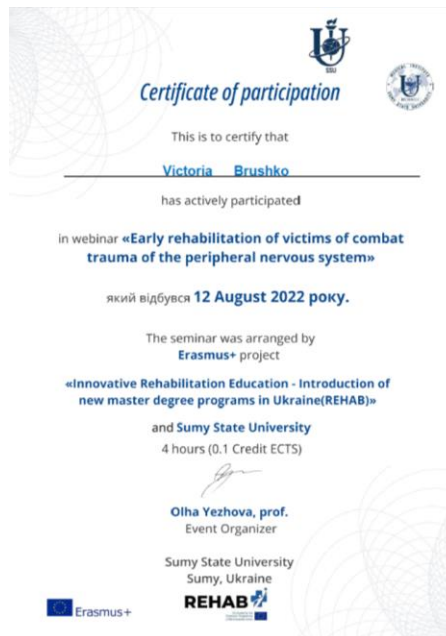 SSU
Certificate of participation
This is to certify that
Victoria Brushko
has actively participated
in webinar «Early rehabilitation of victims of combat
trauma of the peripheral nervous system»
який відбувся 12 August 2022 року.
The seminar was arranged by
Erasmus+ project
«Innovative Rehabilitation Education - Introduction of
new master degree programs in Ukraine(REHAB)»
and Sumy State University
4 hours (0.1 Credit ECTS)
Olha Yezhova, prof.
Event Organizer
Sumy State University
Sumy, Ukraine
Erasmus+
REHAB